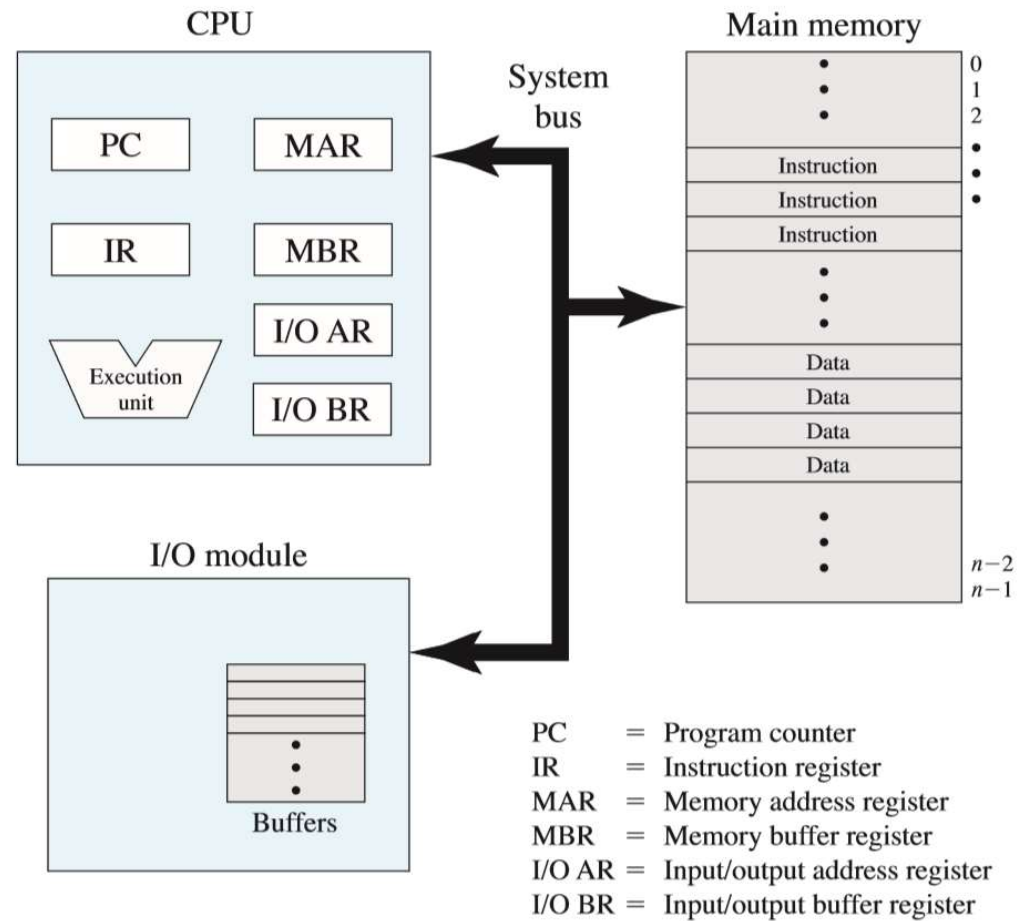 CPU
PC
MAR
IR
MBR
I/O AR
Execution
unit
I/O BR
System
bus
Main memory
0
1
2
Instruction
Instruction
Instruction
Data
Data
Data
Data
n−2
n−1
I/O module
Buffers
PC = Program counter
IR = Instruction register
MAR = Memory address register
MBR = Memory buffer register
I/O AR = Input/output address register
I/O BR = Input/output buffer register